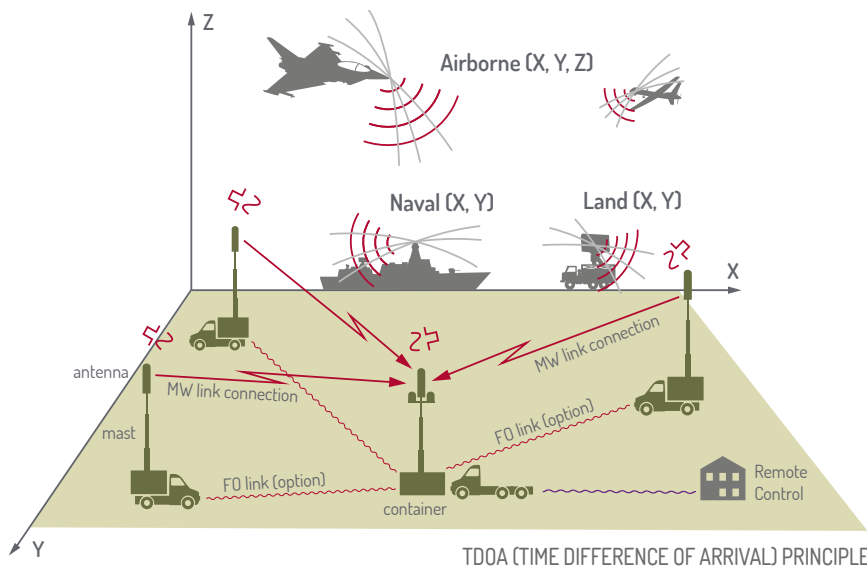 Z
Airborne (X, Y, Z)
Naval (X, Y)
Land (X, Y)
X
MW link connection
antenna
MW link connection
mast
FO link (option)
FO link (option)
container
Remote
Control
Y
TDOA (TIME DIFFERENCE OF ARRIVAL) PRINCIPLE